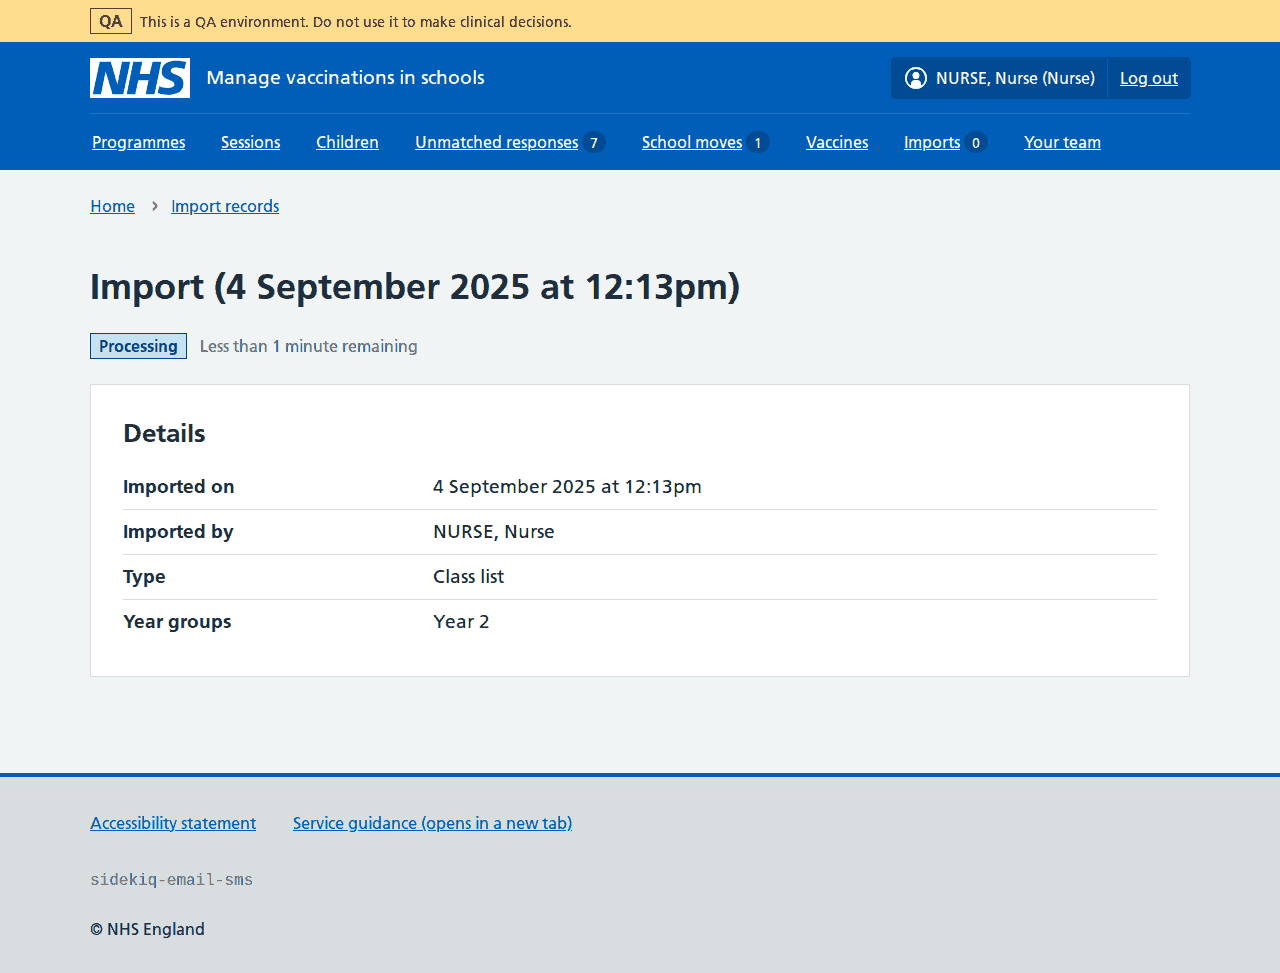 QA This is a QA environment. Do not use it to make clinical decisions.
NHS Manage vaccinations in schools NURSE, Nurse (Nurse) Log out
Programmes Sessions Children Unmatched responses 7 School moves 1 Vaccines Imports 0 Your team
Home › Import records
Import (4 September 2025 at 12:13pm)
Processing Less than 1 minute remaining
Details
Imported on 4 September 2025 at 12:13pm
Imported by NURSE, Nurse
Type Class list
Year groups Year 2
Accessibility statement Service guidance (opens in a new tab)
sidekiq-email-sms
© NHS England